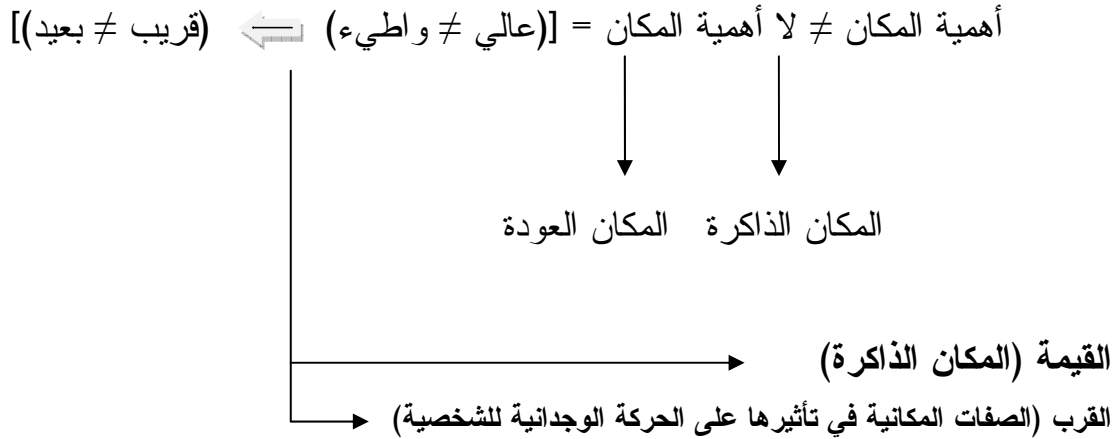 أهمية المكان ≠ لا أهمية المكان = [(عالي ≠ واطيء) ⇐ (قريب ≠ بعيد)]
المكان الذاكرة المكان العودة
القيمة (المكان الذاكرة)
القرب (الصفات المكانية في تأثيرها على الحركة الوجدانية للشخصية)